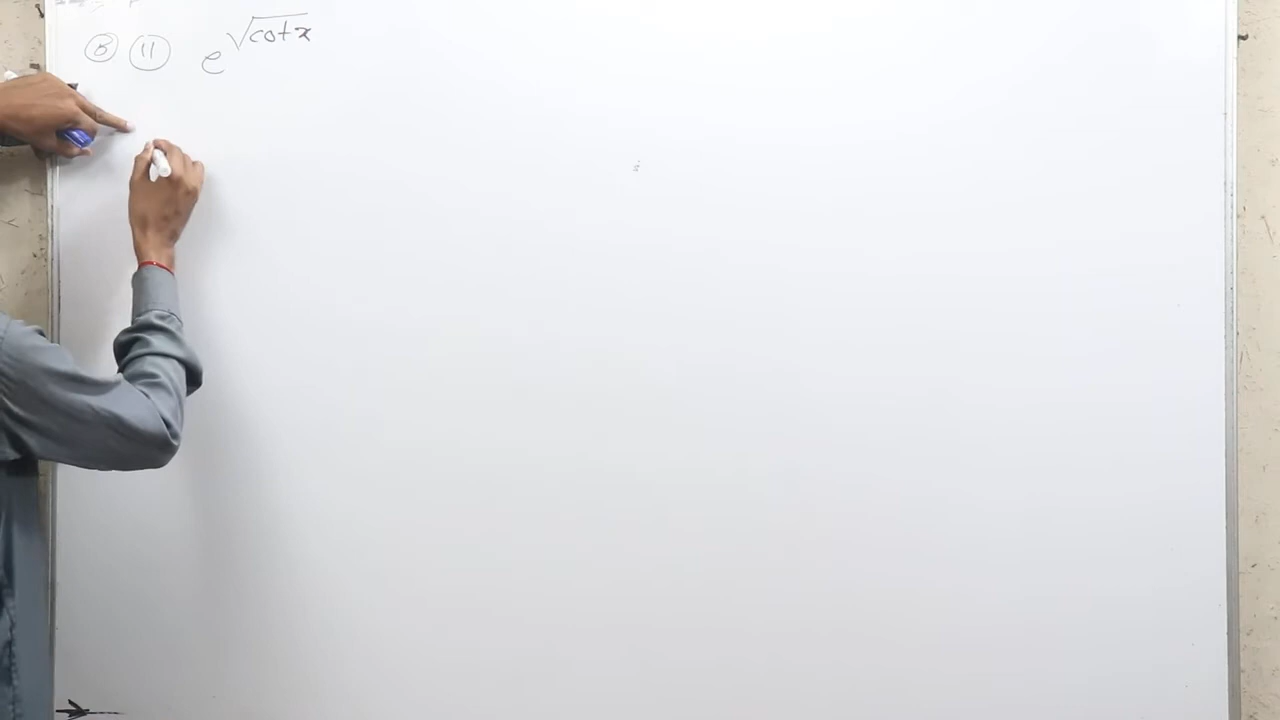 ⑧ ⑪ e^√cotx